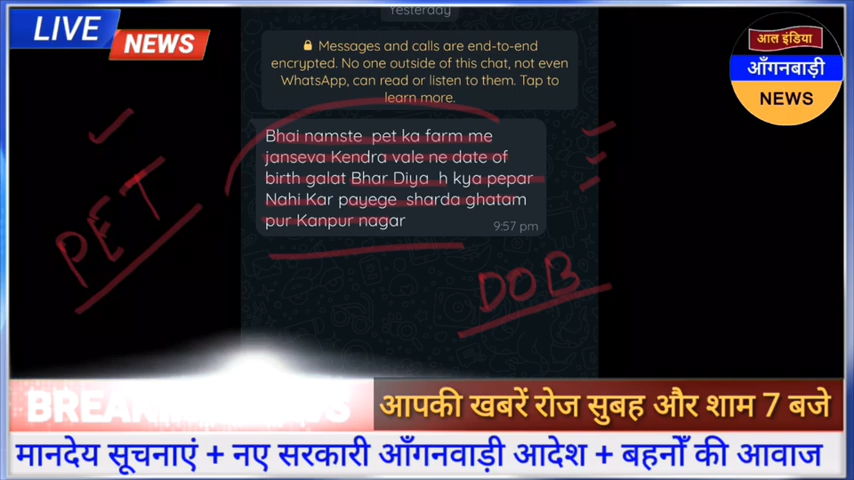 LIVE
NEWS
Yesterday
Messages and calls are end-to-end
encrypted. No one outside of this chat, not even
WhatsApp, can read or listen to them. Tap to
learn more.
आल इंडिया
आँगनबाड़ी
NEWS
Bhai namste pet ka farm me
janseva Kendra vale ne date of
birth galat Bhar Diya h kya pepar
Nahi Kar payege sharda ghatam
pur Kanpur nagar
9:57 pm
PET
DOB
BREAKING NEWS
आपकी खबरें रोज सुबह और शाम 7 बजे
मानदेय सूचनाएं + नए सरकारी आँगनवाड़ी आदेश + बहनोँ की आवाज